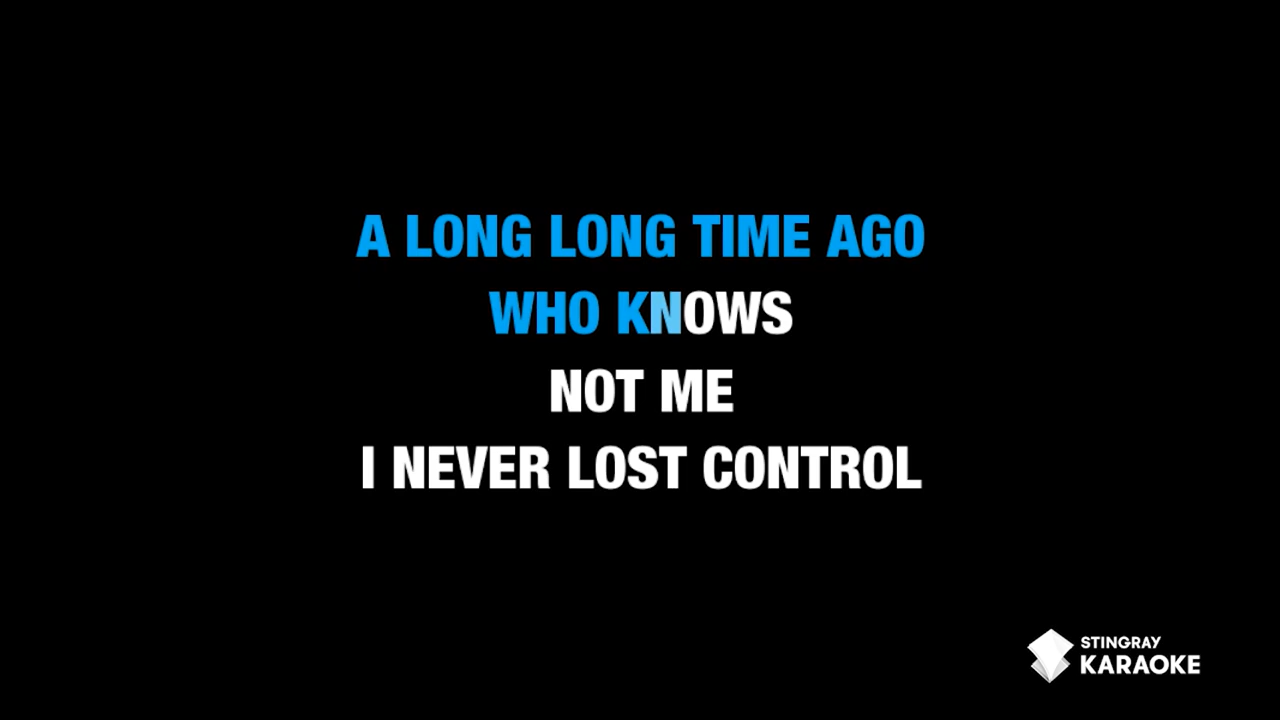 A LONG LONG TIME AGO
WHO KNOWS
NOT ME
I NEVER LOST CONTROL
STINGRAY
KARAOKE